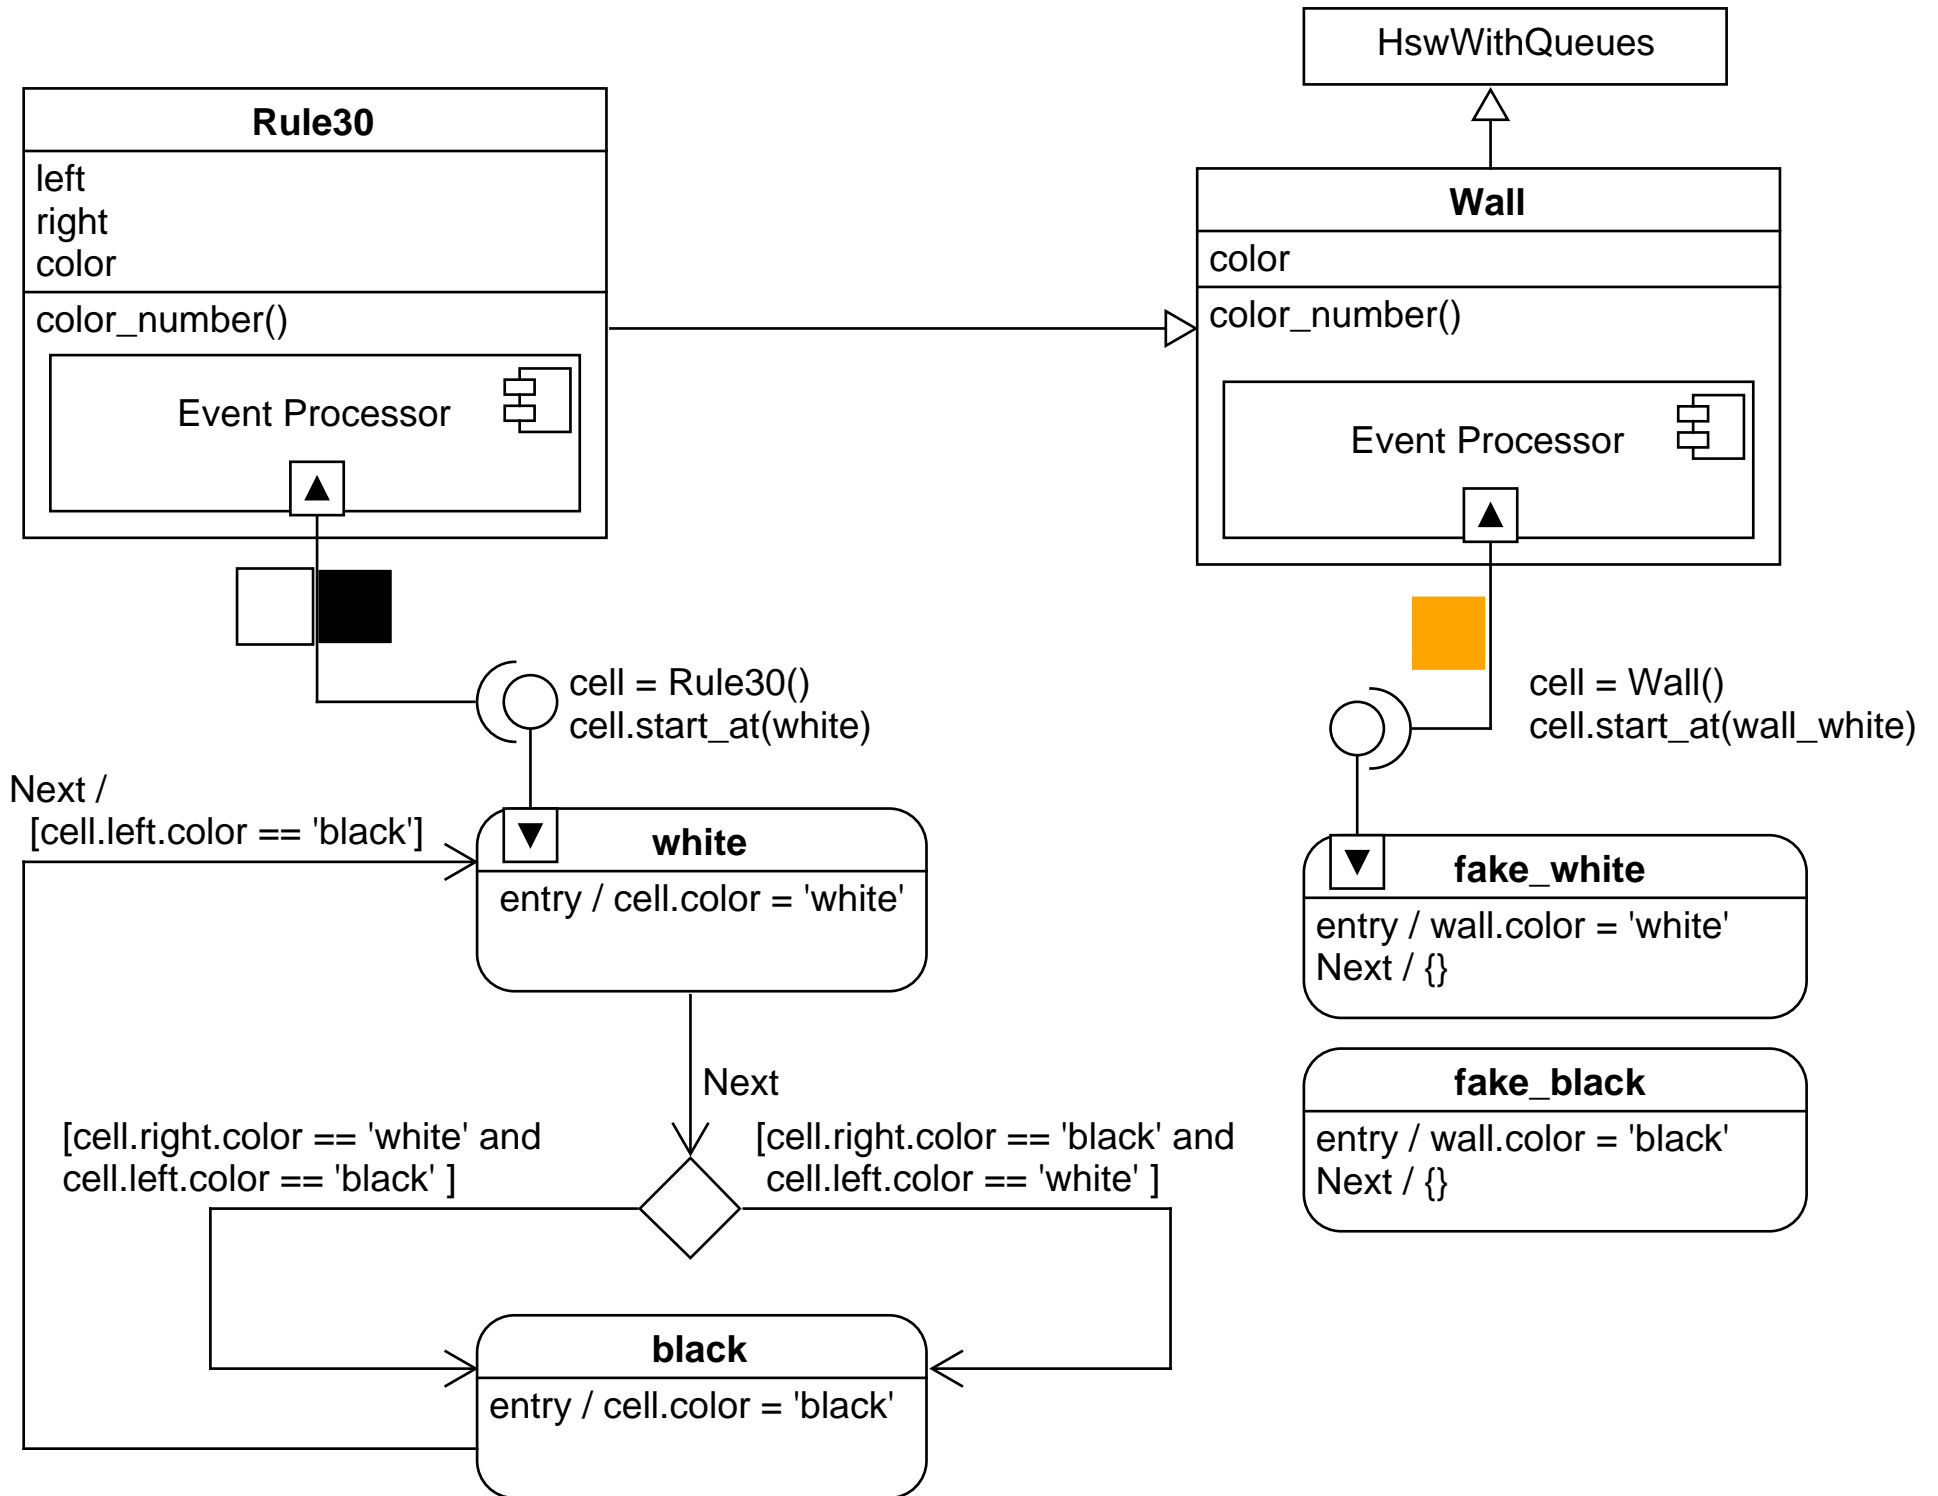 HswWithQueues
Rule30
left
right
color
color_number()
Event Processor
Wall
color
color_number()
Event Processor
cell = Rule30()
cell.start_at(white)
cell = Wall()
cell.start_at(wall_white)
Next /
[cell.left.color == 'black']
white
entry / cell.color = 'white'
fake_white
entry / wall.color = 'white'
Next / {}
Next
[cell.right.color == 'white' and
cell.left.color == 'black' ]
[cell.right.color == 'black' and
cell.left.color == 'white' ]
fake_black
entry / wall.color = 'black'
Next / {}
black
entry / cell.color = 'black'